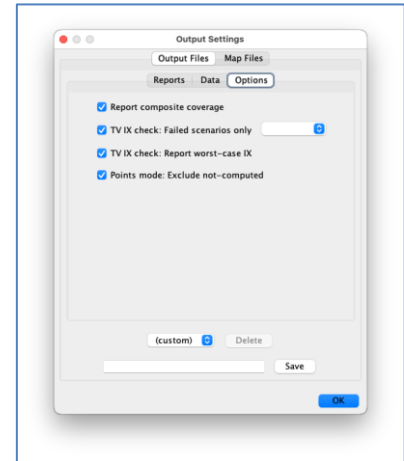 Output Settings
Output Files Map Files
Reports Data Options
Report composite coverage
TV IX check: Failed scenarios only
TV IX check: Report worst-case IX
Points mode: Exclude not-computed
(custom) Delete
Save
OK